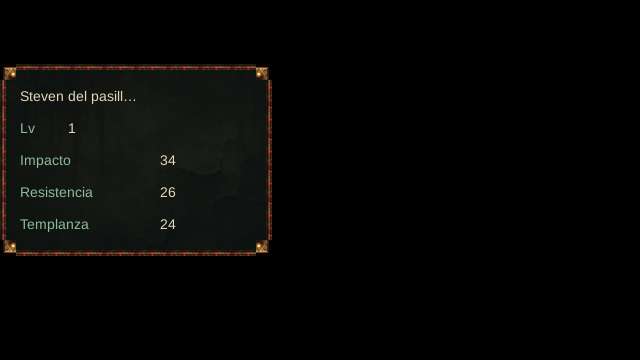 Steven del pasill…
Lv 1
Impacto 34
Resistencia 26
Templanza 24